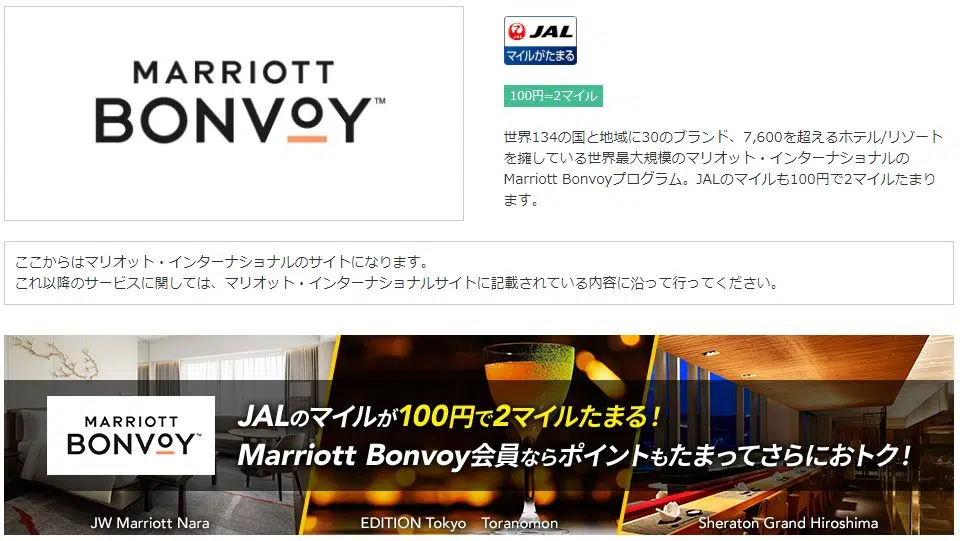 MARRIOTT
BONVOY™
JAL
マイルがたまる
100円=2マイル
世界134の国と地域に30のブランド、7,600を超えるホテル/リゾート
を擁している世界最大規模のマリオット・インターナショナルの
Marriott Bonvoyプログラム。JALのマイルも100円で2マイルたまり
ます。
ここからはマリオット・インターナショナルのサイトになります。
これ以降のサービスに関しては、マリオット・インターナショナルサイトに記載されている内容に沿って行ってください。
MARRIOTT
BONVOY™
JALのマイルが100円で2マイルたまる！
Marriott Bonvoy会員ならポイントもたまってさらにおトク！
JW Marriott Nara
EDITION Tokyo Toranomon
Sheraton Grand Hiroshima